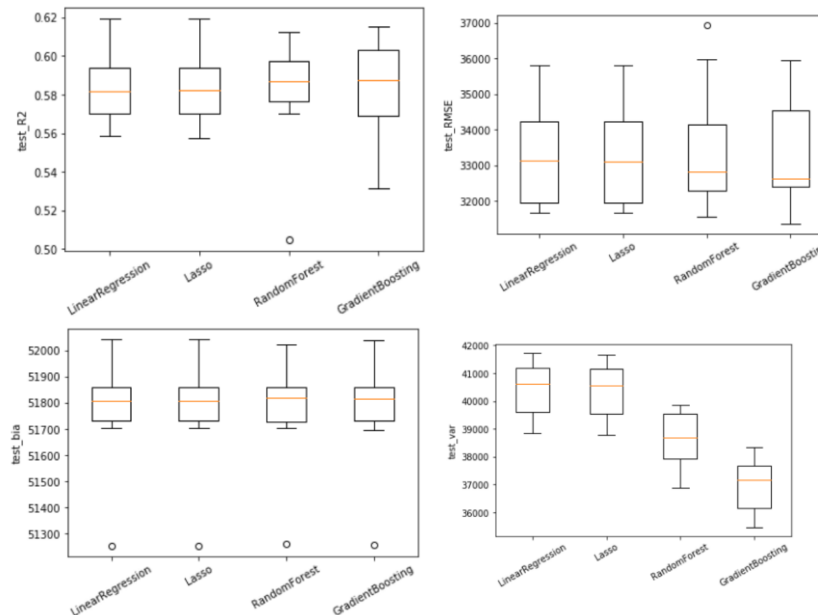 test_R2
0.62
0.60
0.58
0.56
0.54
0.52
0.50
LinearRegression
Lasso
RandomForest
GradientBoosting
test_RMSE
37000
36000
35000
34000
33000
32000
LinearRegression
Lasso
RandomForest
GradientBoosting
test_bia
52000
51900
51800
51700
51600
51500
51400
51300
LinearRegression
Lasso
RandomForest
GradientBoosting
test_var
42000
41000
40000
39000
38000
37000
36000
LinearRegression
Lasso
RandomForest
GradientBoosting